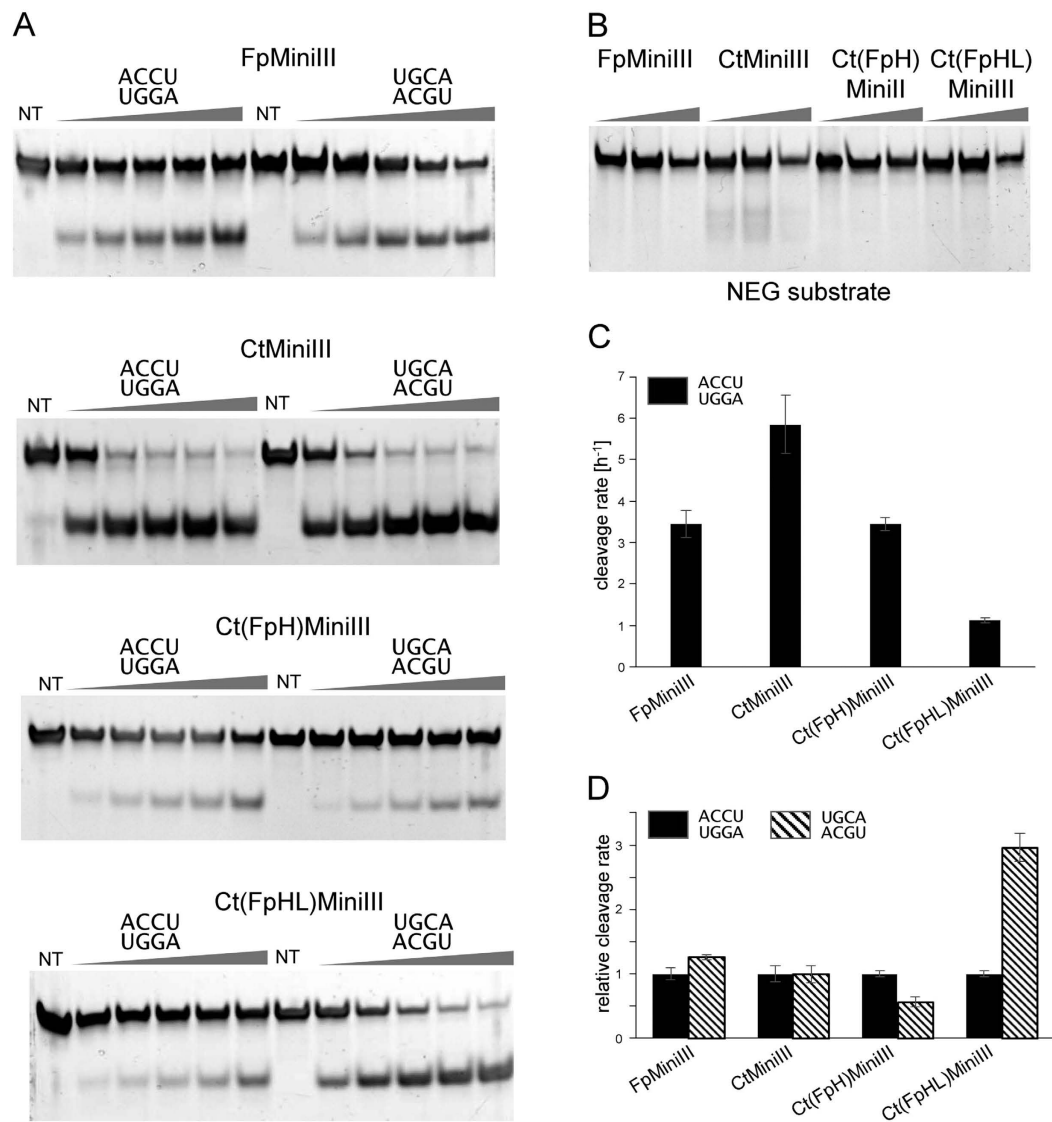 A
FpMiniIII
ACCU
UGGA
UGCA
ACGU
NT
NT
CtMiniIII
ACCU
UGGA
UGCA
ACGU
NT
NT
Ct(FpH)MiniIII
ACCU
UGGA
UGCA
ACGU
NT
NT
Ct(FpHL)MiniIII
ACCU
UGGA
UGCA
ACGU
NT
NT
B
FpMiniIII
CtMiniIII
Ct(FpH)
MiniII
Ct(FpHL)
MiniIII
NEG substrate
C
ACCU
UGGA
cleavage rate [h-1]
7
6
5
4
3
2
1
0
FpMiniIII
CtMiniIII
Ct(FpH)MiniIII
Ct(FpHL)MiniIII
D
ACCU
UGGA
UGCA
ACGU
relative cleavage rate
3
2
1
0
FpMiniIII
CtMiniIII
Ct(FpH)MiniIII
Ct(FpHL)MiniIII